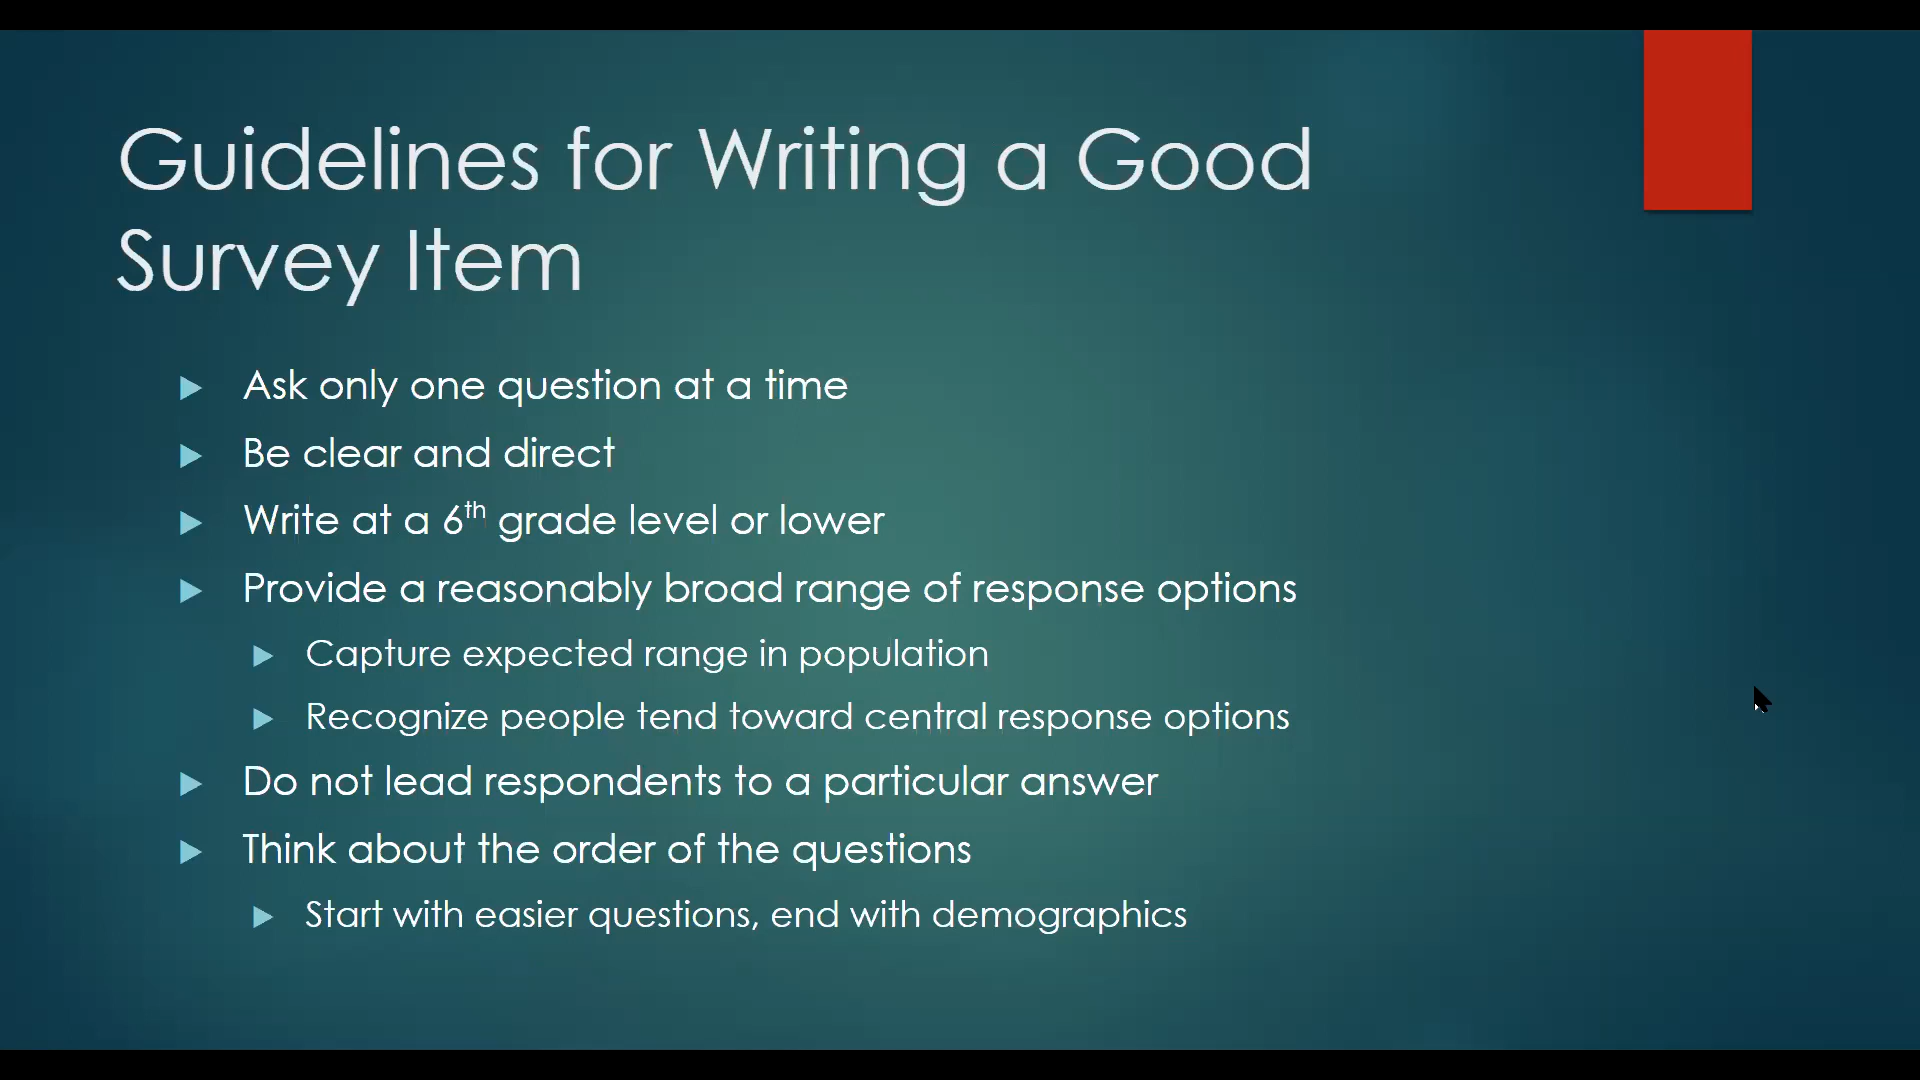 Guidelines for Writing a Good
Survey Item
Ask only one question at a time
Be clear and direct
Write at a 6th grade level or lower
Provide a reasonably broad range of response options
Capture expected range in population
Recognize people tend toward central response options
Do not lead respondents to a particular answer
Think about the order of the questions
Start with easier questions, end with demographics